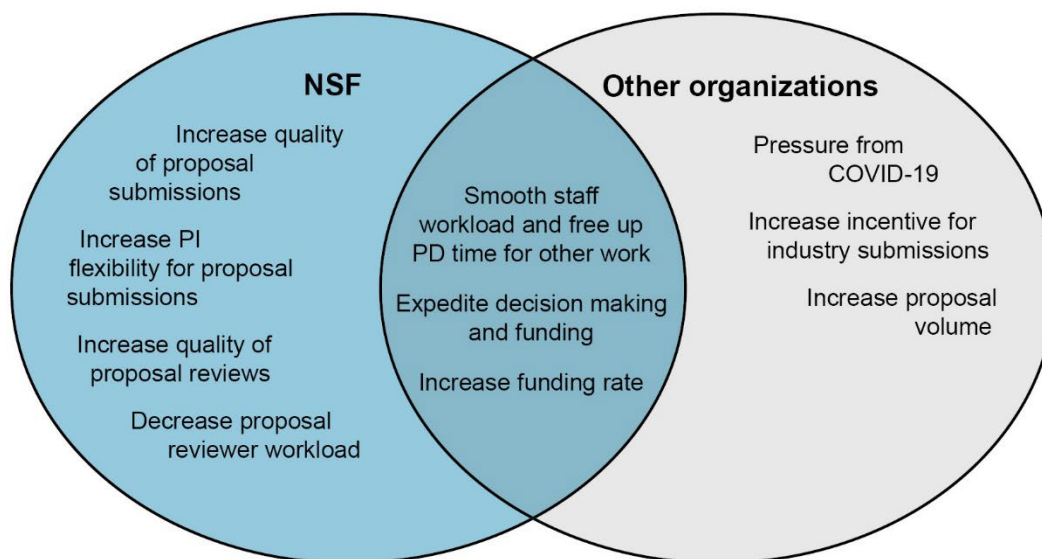 NSF
Increase quality
of proposal
submissions
Increase PI
flexibility for proposal
submissions
Increase quality of
proposal reviews
Decrease proposal
reviewer workload
Smooth staff
workload and free up
PD time for other work
Expedite decision making
and funding
Increase funding rate
Other organizations
Pressure from
COVID-19
Increase incentive for
industry submissions
Increase proposal
volume